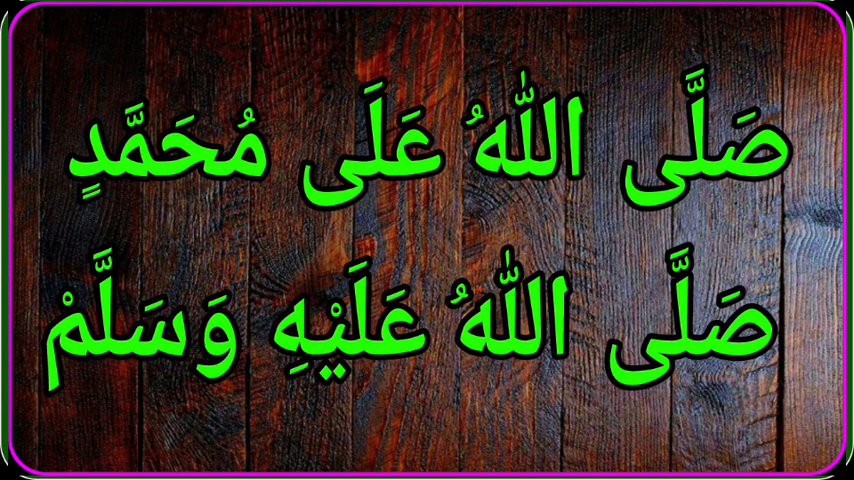 صَلَّى اللّٰهُ عَلَى مُحَمَّدٍ
صَلَّى اللّٰهُ عَلَيْهِ وَسَلَّمْ